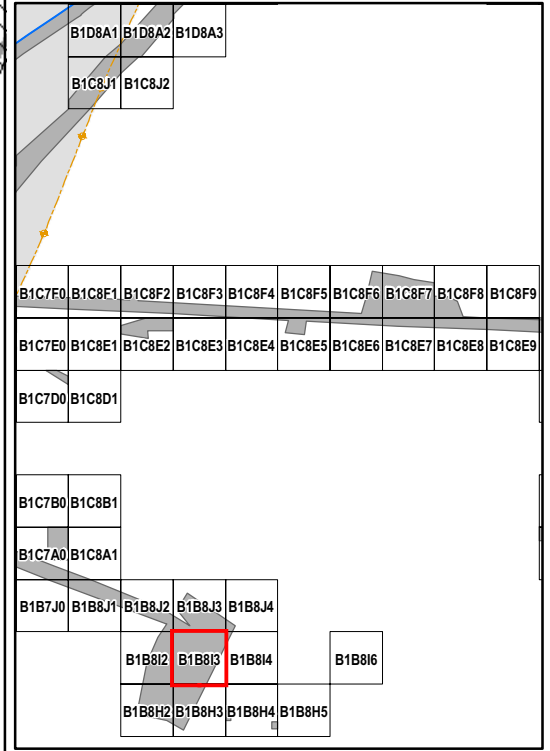 B1D8A1 B1D8A2 B1D8A3
B1C8J1 B1C8J2
B1C7F0 B1C8F1 B1C8F2 B1C8F3 B1C8F4 B1C8F5 B1C8F6 B1C8F7 B1C8F8 B1C8F9
B1C7E0 B1C8E1 B1C8E2 B1C8E3 B1C8E4 B1C8E5 B1C8E6 B1C8E7 B1C8E8 B1C8E9
B1C7D0 B1C8D1
B1C7B0 B1C8B1
B1C7A0 B1C8A1
B1B7J0 B1B8J1 B1B8J2 B1B8J3 B1B8J4
B1B8I2 B1B8I3 B1B8I4 B1B8I6
B1B8H2 B1B8H3 B1B8H4 B1B8H5